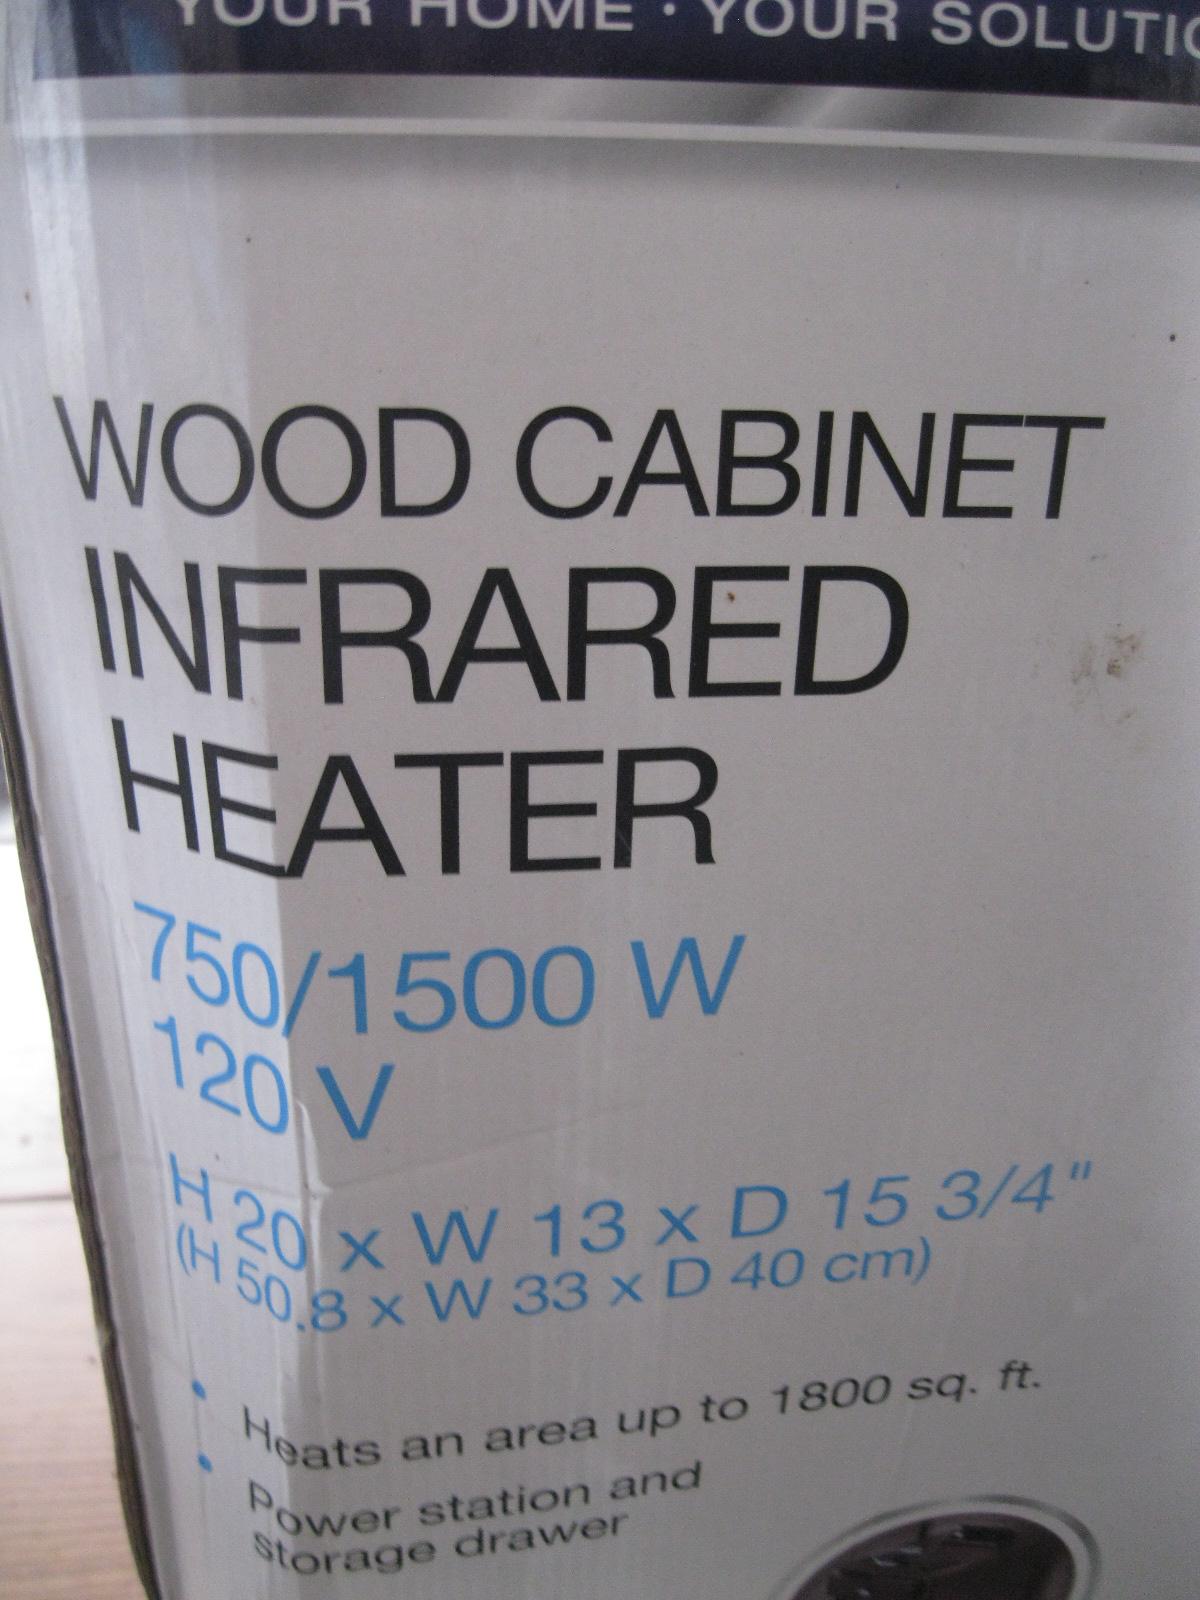 YOUR HOME · YOUR
WOOD CABINET
INFRARED
HEATER
750/1500 W
120 V
H 20 x W 13 x D 15 3/4"
(H 50.8 x W 33 x D 40 cm)
• Heats an area up to 1800 sq. ft.
• Power station and
storage drawer